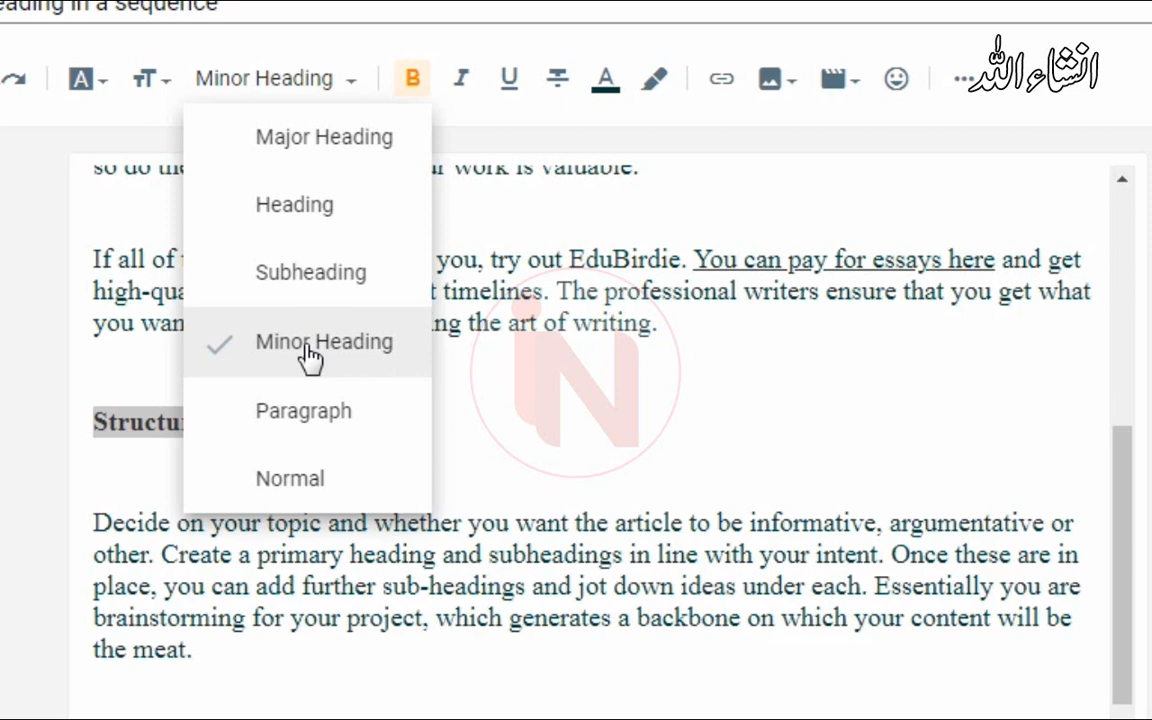 eading in a sequence
Minor Heading
B I U A
انشاءاللہ
Major Heading
Heading
Subheading
Minor Heading
Paragraph
Normal
so do the work is valuable.
If all of you, try out EduBirdie. You can pay for essays here and get
high-qua t timelines. The professional writers ensure that you get what
you wan ng the art of writing.
iN
Structu
Decide on your topic and whether you want the article to be informative, argumentative or
other. Create a primary heading and subheadings in line with your intent. Once these are in
place, you can add further sub-headings and jot down ideas under each. Essentially you are
brainstorming for your project, which generates a backbone on which your content will be
the meat.